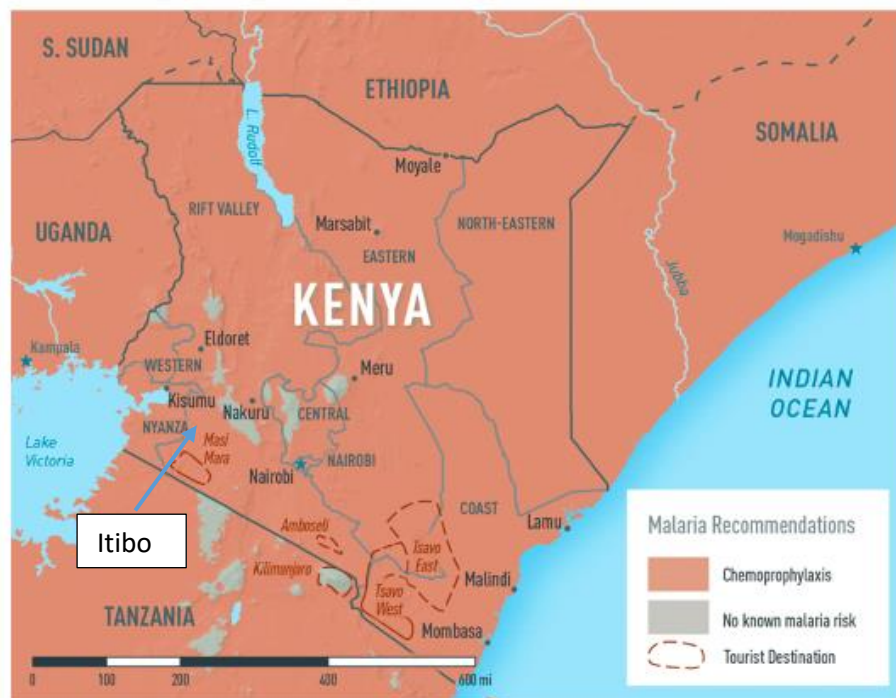 S. SUDAN
ETHIOPIA
SOMALIA
L. Rudolf
Moyale
RIFT VALLEY
NORTH-EASTERN
Marsabit
UGANDA
EASTERN
Mogadishu
Jubba
KENYA
Eldoret
Kampala
WESTERN
Meru
INDIAN
OCEAN
Kisumu
Nakuru
CENTRAL
NYANZA
Masi
Mara
Lake
Victoria
NAIROBI
Nairobi
Itibo
COAST
Lamu
Amboseli
Tsavo
East
Kilimanjaro
Tsavo
West
Malindi
TANZANIA
Mombasa
0 100 200 400 600 mi
Malaria Recommendations
Chemoprophylaxis
No known malaria risk
Tourist Destination